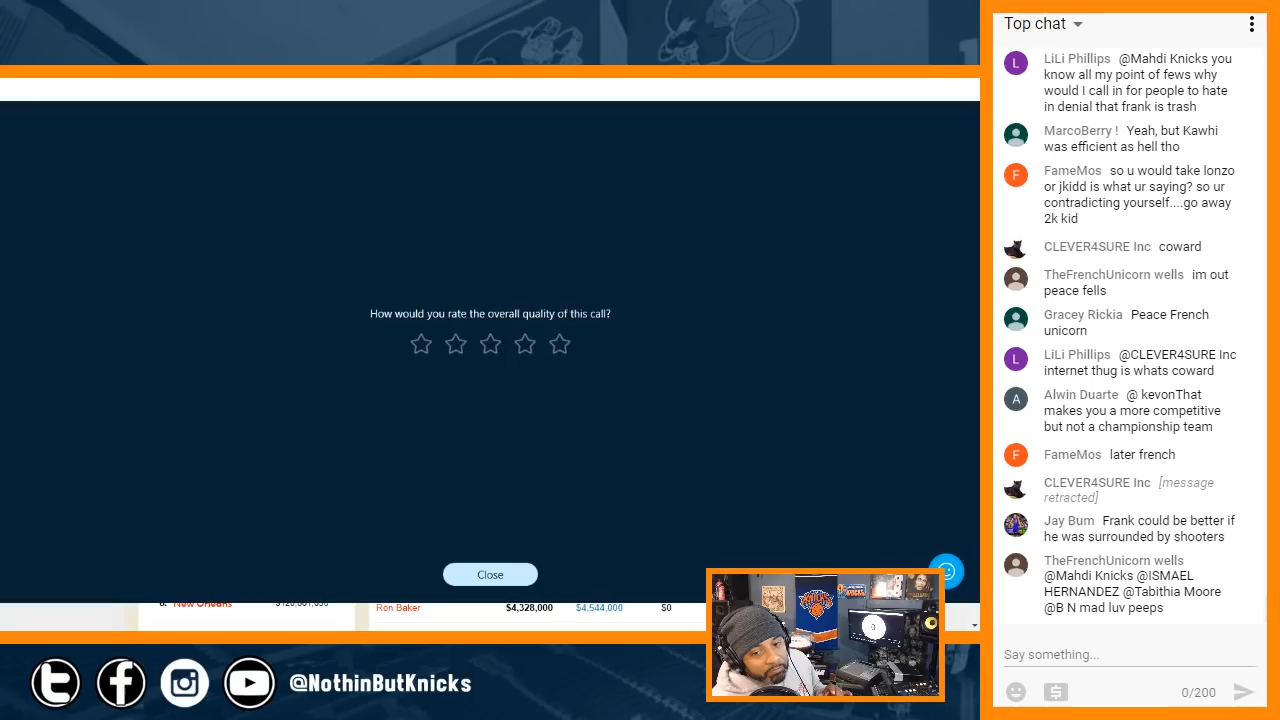 How would you rate the overall quality of this call?
Close
New Orleans
Ron Baker $4,328,000 $4,544,000 $0
KNICKS
@NothinButKnicks
Top chat
LiLi Phillips @Mahdi Knicks you
know all my point of fews why
would I call in for people to hate
in denial that frank is trash
MarcoBerry ! Yeah, but Kawhi
was efficient as hell tho
FameMos so u would take lonzo
or jkidd is what ur saying? so ur
contradicting yourself....go away
2k kid
CLEVER4SURE Inc coward
TheFrenchUnicorn wells im out
peace fells
Gracey Rickia Peace French
unicorn
LiLi Phillips @CLEVER4SURE Inc
internet thug is whats coward
Alwin Duarte @ kevonThat
makes you a more competitive
but not a championship team
FameMos later french
CLEVER4SURE Inc [message
retracted]
Jay Bum Frank could be better if
he was surrounded by shooters
TheFrenchUnicorn wells
@Mahdi Knicks @ISMAEL
HERNANDEZ @Tabithia Moore
@B N mad luv peeps
Say something...
0/200